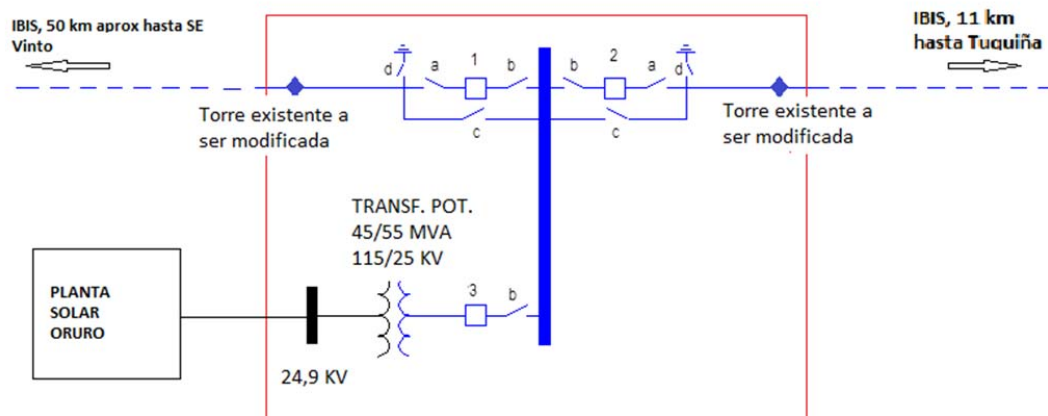 IBIS, 50 km aprox hasta SE
Vinto
IBIS, 11 km
hasta Tuquiña
d
a
1
b
c
b
2
a
d
c
Torre existente a
ser modificada
Torre existente a
ser modificada
TRANSF. POT.
45/55 MVA
115/25 KV
3
b
PLANTA
SOLAR
ORURO
24,9 KV